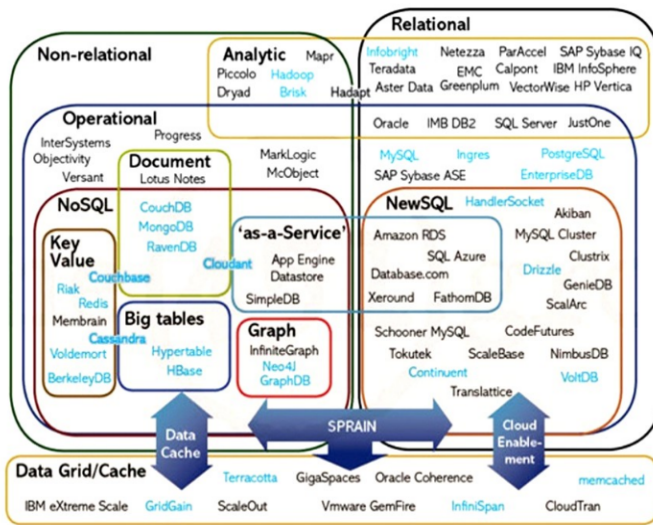 Relational
Non-relational
Analytic
Mapr
Piccolo Hadoop
Dryad Brisk Hadapt
Infobright Netezza ParAccel SAP Sybase IQ
Teradata EMC Calpont IBM InfoSphere
Aster Data Greenplum VectorWise HP Vertica
Operational
Oracle IMB DB2 SQL Server JustOne
InterSystems Progress
Objectivity
Versant
Document
Lotus Notes
MarkLogic
McObject
MySQL Ingres PostgreSQL
SAP Sybase ASE EnterpriseDB
NoSQL
CouchDB
MongoDB
RavenDB
Key
Value
Couchbase
Riak
Redis
Membrain
Cassandra
Voldemort
BerkeleyDB
'as-a-Service'
Cloudant
App Engine
Datastore
SimpleDB
Big tables
Hypertable
HBase
Graph
InfiniteGraph
Neo4J
GraphDB
NewSQL HandlerSocket
Amazon RDS
SQL Azure
Database.com
Xeround FathomDB
Akiban
MySQL Cluster
Clustrix
Drizzle
GenieDB
ScalArc
Schooner MySQL CodeFutures
Tokutek ScaleBase NimbusDB
Continuent VoltDB
Translattice
Data
Cache
SPRAIN
Cloud
Enable-
ment
Data Grid/Cache
Terracotta GigaSpaces Oracle Coherence memcached
IBM eXtreme Scale GridGain ScaleOut Vmware GemFire InfiniSpan CloudTran